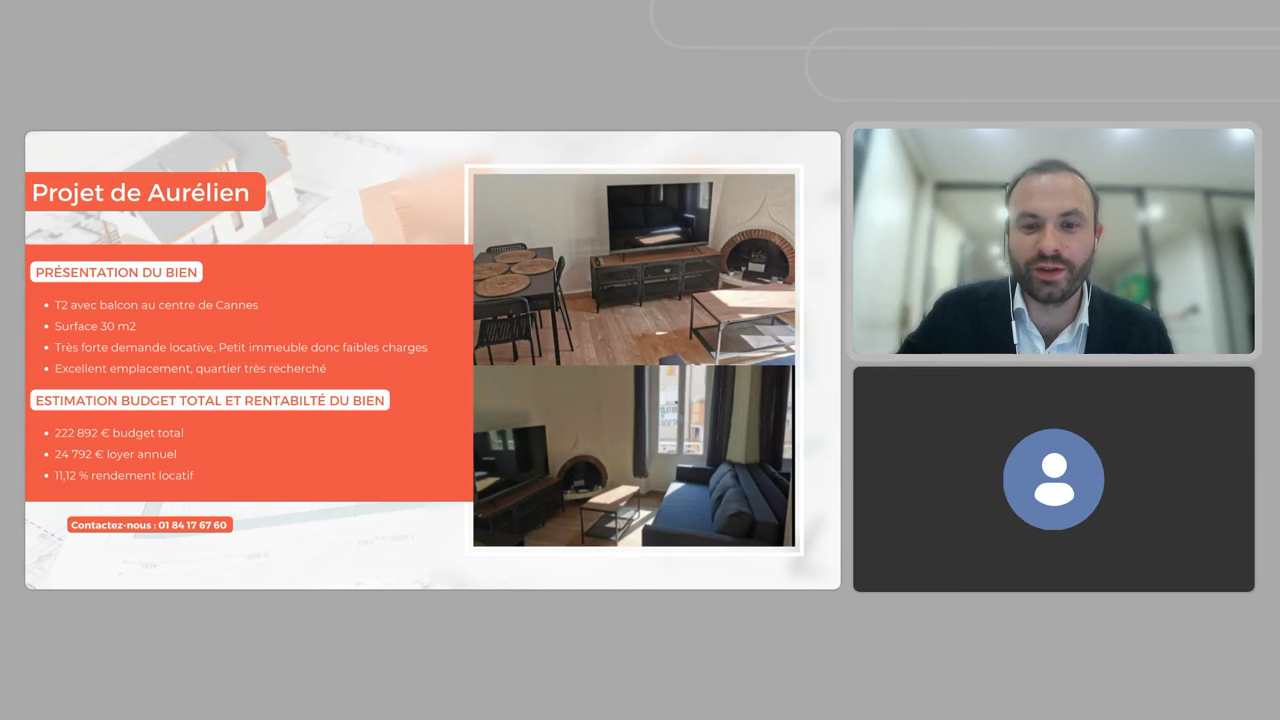 Projet de Aurélien
PRÉSENTATION DU BIEN
• T2 avec balcon au centre de Cannes
• Surface 30 m2
• Très forte demande locative, Petit immeuble donc faibles charges
• Excellent emplacement, quartier très recherché
ESTIMATION BUDGET TOTAL ET RENTABILTÉ DU BIEN
• 222 892 € budget total
• 24 792 € loyer annuel
• 11,12 % rendement locatif
Contactez-nous : 01 84 17 67 60